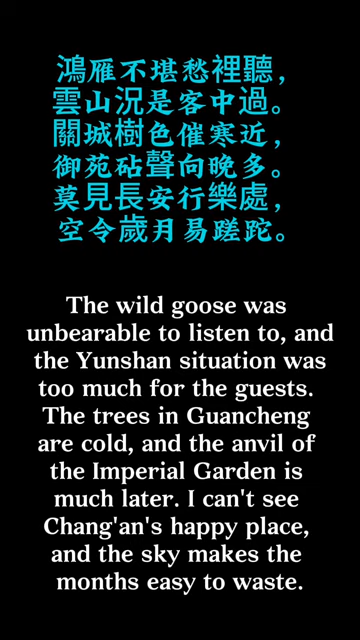 鴻雁不堪愁裡聽，
雲山況是客中過。
關城樹色催寒近，
御苑砧聲向晚多。
莫見長安行樂處，
空令歲月易蹉跎。
The wild goose was
unbearable to listen to, and
the Yunshan situation was
too much for the guests.
The trees in Guancheng
are cold, and the anvil of
the Imperial Garden is
much later. I can't see
Chang'an's happy place,
and the sky makes the
months easy to waste.